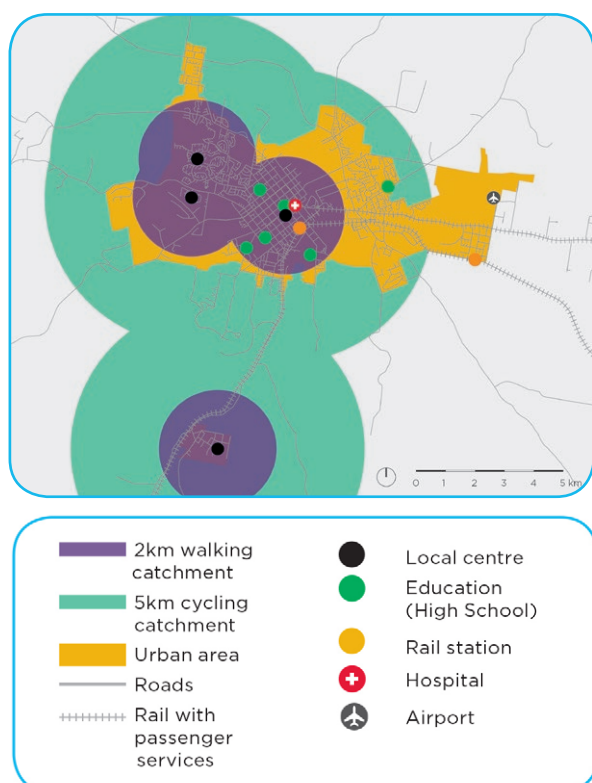 0 1 2 3 4 5 km
2km walking
catchment
5km cycling
catchment
Urban area
Roads
Rail with
passenger
services
Local centre
Education
(High School)
Rail station
Hospital
Airport